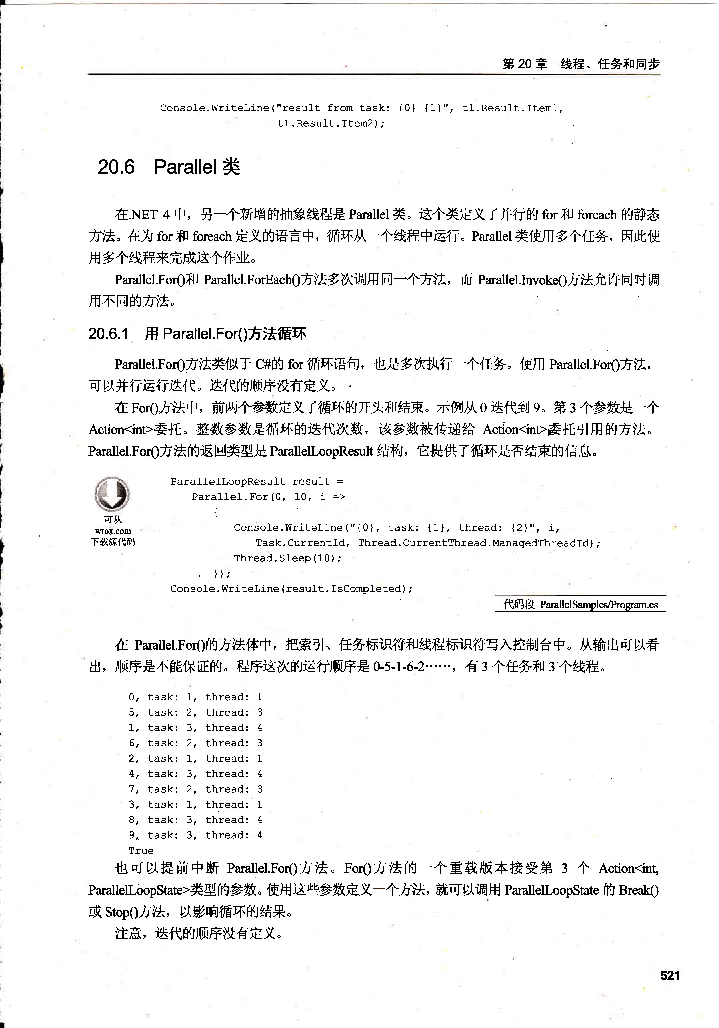 第 20 章 线程、任务和同步
Console.WriteLine("result from task: {0} {1}", t1.Result.Item1,
t1.Result.Item2);
20.6 Parallel 类
在.NET 4 中，另一个新增的抽象线程是 Parallel 类。这个类定义了并行的 for 和 foreach 的静态
方法。在为 for 和 foreach 定义的语言中，循环从一个线程中运行。Parallel 类使用多个任务，因此使
用多个线程来完成这个作业。
Parallel.For()和 Parallel.ForEach()方法多次调用同一个方法，而 Parallel.Invoke()方法允许同时调
用不同的方法。
20.6.1 用 Parallel.For()方法循环
Parallel.For()方法类似于 C#的 for 循环语句，也是多次执行一个任务。使用 Parallel.For()方法，
可以并行运行迭代。迭代的顺序没有定义。
在 For()方法中，前两个参数定义了循环的开头和结束。示例从 0 迭代到 9。第 3 个参数是一个
Action<int>委托。整数参数是循环的迭代次数，该参数被传递给 Action<int>委托引用的方法。
Parallel.For()方法的返回类型是 ParallelLoopResult 结构，它提供了循环是否结束的信息。
ParallelLoopResult result =
Parallel.For(0, 10, i =>
{
可从
wrox.com
下载源代码
Console.WriteLine("{0}, task: {1}, thread: {2}", i,
Task.CurrentId, Thread.CurrentThread.ManagedThreadId);
Thread.Sleep(10);
});
Console.WriteLine(result.IsCompleted);
代码段 ParallelSamples/Program.cs
在 Parallel.For()的方法体中，把索引、任务标识符和线程标识符写入控制台中。从输出可以看
出，顺序是不能保证的。程序这次的运行顺序是 0-5-1-6-2……，有 3 个任务和 3 个线程。
0, task: 1, thread: 1
5, task: 2, thread: 3
1, task: 3, thread: 4
6, task: 2, thread: 3
2, task: 1, thread: 1
4, task: 3, thread: 4
7, task: 2, thread: 3
3, task: 1, thread: 1
8, task: 3, thread: 4
9, task: 3, thread: 4
True
也可以提前中断 Parallel.For()方法。For()方法的一个重载版本接受第 3 个 Action<int,
ParallelLoopState>类型的参数。使用这些参数定义一个方法，就可以调用 ParallelLoopState 的 Break()
或 Stop()方法，以影响循环的结果。
注意，迭代的顺序没有定义。
521